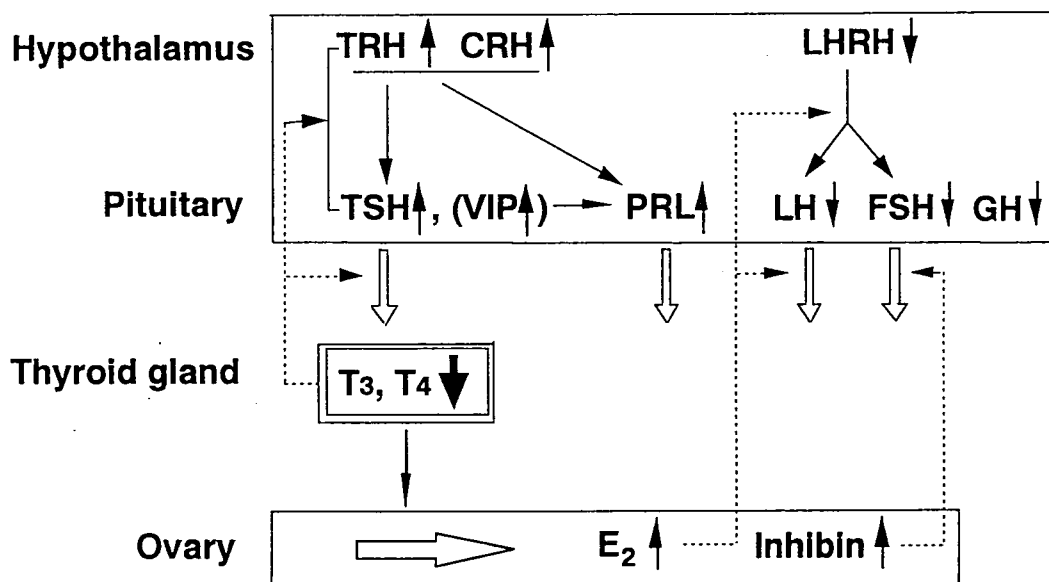 Hypothalamus TRH CRH LHRH
Pituitary TSH , (VIP ) PRL LH FSH GH
Thyroid gland T3, T4
Ovary E2 Inhibin